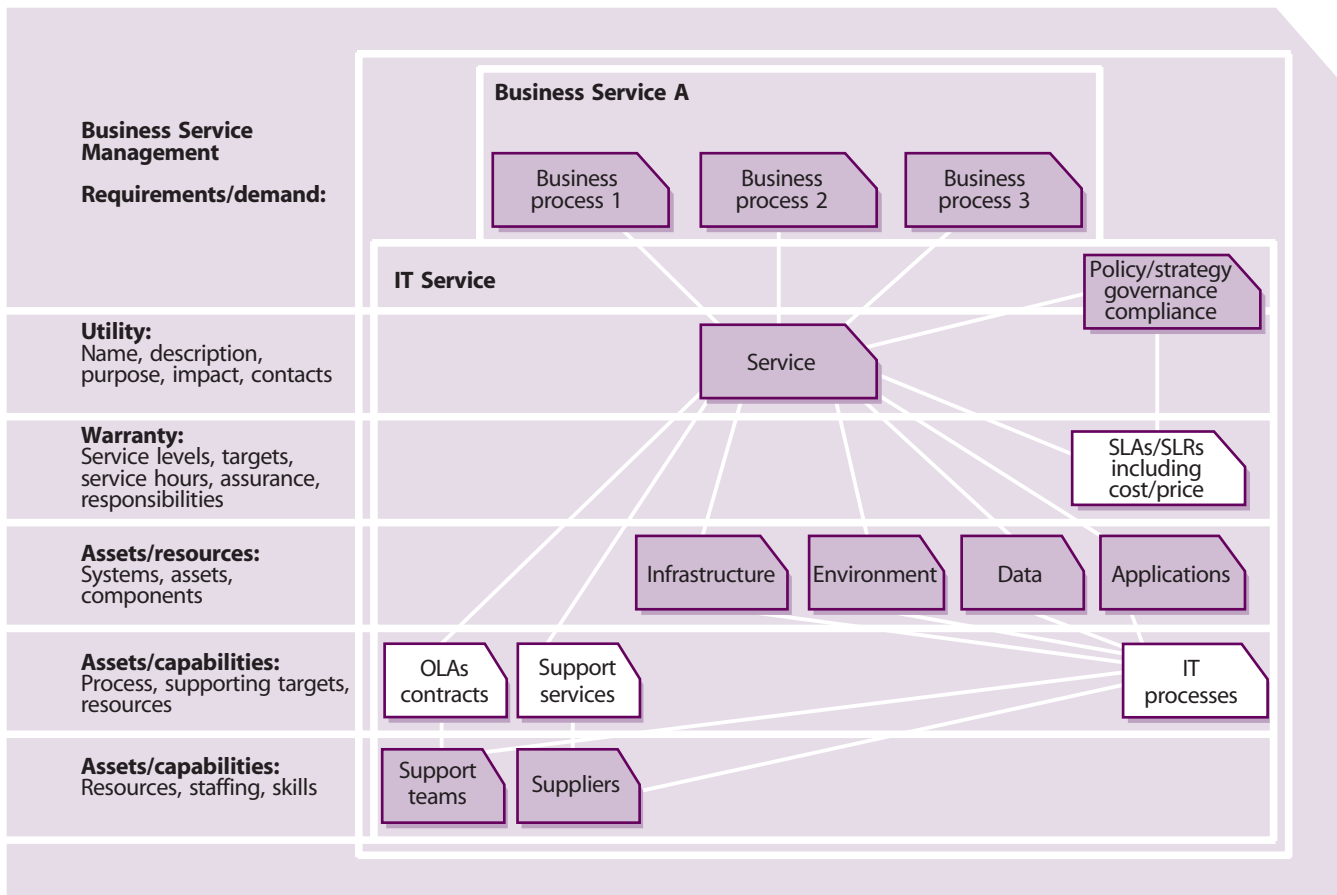 Business Service A
Business Service
Management
Requirements/demand:
Business
process 1
Business
process 2
Business
process 3
IT Service
Policy/strategy
governance
compliance
Utility:
Name, description,
purpose, impact, contacts
Service
Warranty:
Service levels, targets,
service hours, assurance,
responsibilities
SLAs/SLRs
including
cost/price
Assets/resources:
Systems, assets,
components
Infrastructure
Environment
Data
Applications
Assets/capabilities:
Process, supporting targets,
resources
OLAs
contracts
Support
services
IT
processes
Assets/capabilities:
Resources, staffing, skills
Support
teams
Suppliers